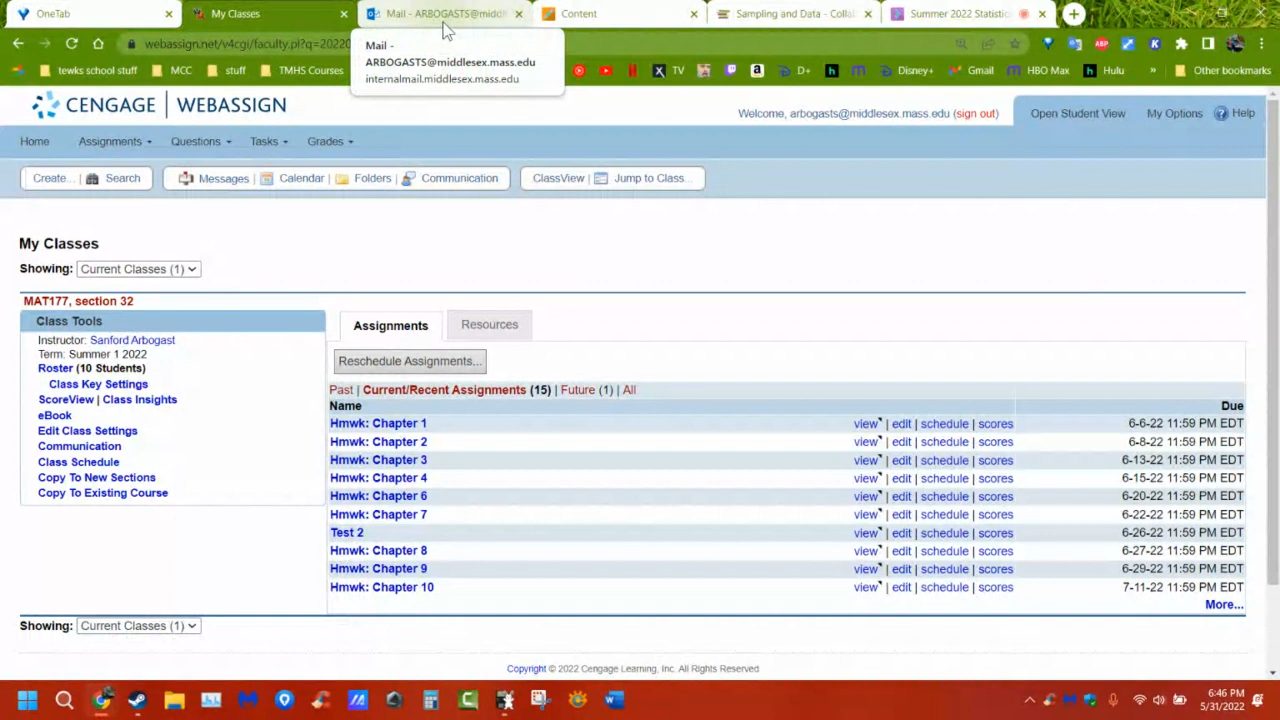 OneTab
My Classes
Mail - ARBOGASTS@middl
Content
Sampling and Data - Colla
Summer 2022 Statistic
webassign.net/v4cgi/faculty.pl?q=20220
Mail -
ARBOGASTS@middlesex.mass.edu
internalmail.middlesex.mass.edu
tewks school stuff
MCC
stuff
TMHS Courses
TV
D+
Disney+
Gmail
HBO Max
Hulu
»
Other bookmarks
CENGAGE | WEBASSIGN
Welcome, arbogasts@middlesex.mass.edu (sign out)
Open Student View
My Options
Help
Home
Assignments
Questions
Tasks
Grades
Create... | Search
Messages | Calendar | Folders | Communication
ClassView | Jump to Class...
My Classes
Showing: Current Classes (1)
MAT177, section 32
Class Tools
Instructor: Sanford Arbogast
Term: Summer 1 2022
Roster (10 Students)
Class Key Settings
ScoreView | Class Insights
eBook
Edit Class Settings
Communication
Class Schedule
Copy To New Sections
Copy To Existing Course
Assignments
Resources
Reschedule Assignments...
Past | Current/Recent Assignments (15) | Future (1) | All
Name Due
Hmwk: Chapter 1 view | edit | schedule | scores 6-6-22 11:59 PM EDT
Hmwk: Chapter 2 view | edit | schedule | scores 6-8-22 11:59 PM EDT
Hmwk: Chapter 3 view | edit | schedule | scores 6-13-22 11:59 PM EDT
Hmwk: Chapter 4 view | edit | schedule | scores 6-15-22 11:59 PM EDT
Hmwk: Chapter 6 view | edit | schedule | scores 6-20-22 11:59 PM EDT
Hmwk: Chapter 7 view | edit | schedule | scores 6-22-22 11:59 PM EDT
Test 2 view | edit | schedule | scores 6-26-22 11:59 PM EDT
Hmwk: Chapter 8 view | edit | schedule | scores 6-27-22 11:59 PM EDT
Hmwk: Chapter 9 view | edit | schedule | scores 6-29-22 11:59 PM EDT
Hmwk: Chapter 10 view | edit | schedule | scores 7-11-22 11:59 PM EDT
More...
Showing: Current Classes (1)
Copyright © 2022 Cengage Learning, Inc. All Rights Reserved
6:46 PM
5/31/2022